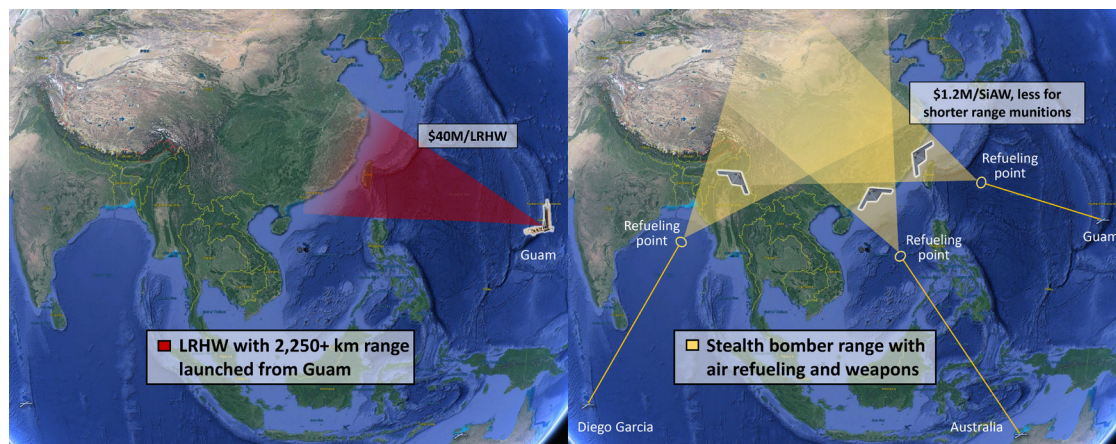 $40M/LRHW
Guam
LRHW with 2,250+ km range
launched from Guam
$1.2M/SiAW, less for
shorter range munitions
Refueling
point
Guam
Refueling
point
Refueling
point
Stealth bomber range with
air refueling and weapons
Diego Garcia
Australia